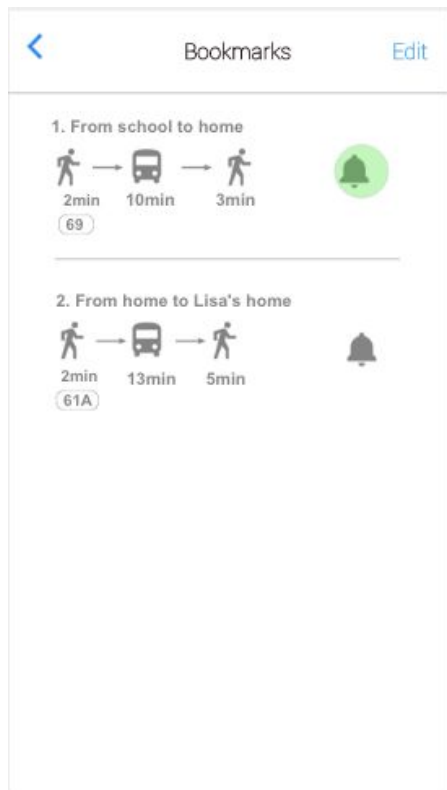 Bookmarks
Edit
1. From school to home
2min 10min 3min
69
2. From home to Lisa's home
2min 13min 5min
61A